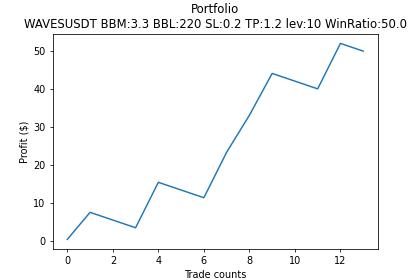 Portfolio
WAVESUSDT BBM:3.3 BBL:220 SL:0.2 TP:1.2 lev:10 WinRatio:50.0
50
40
30
20
10
0
Profit ($)
0 2 4 6 8 10 12
Trade counts